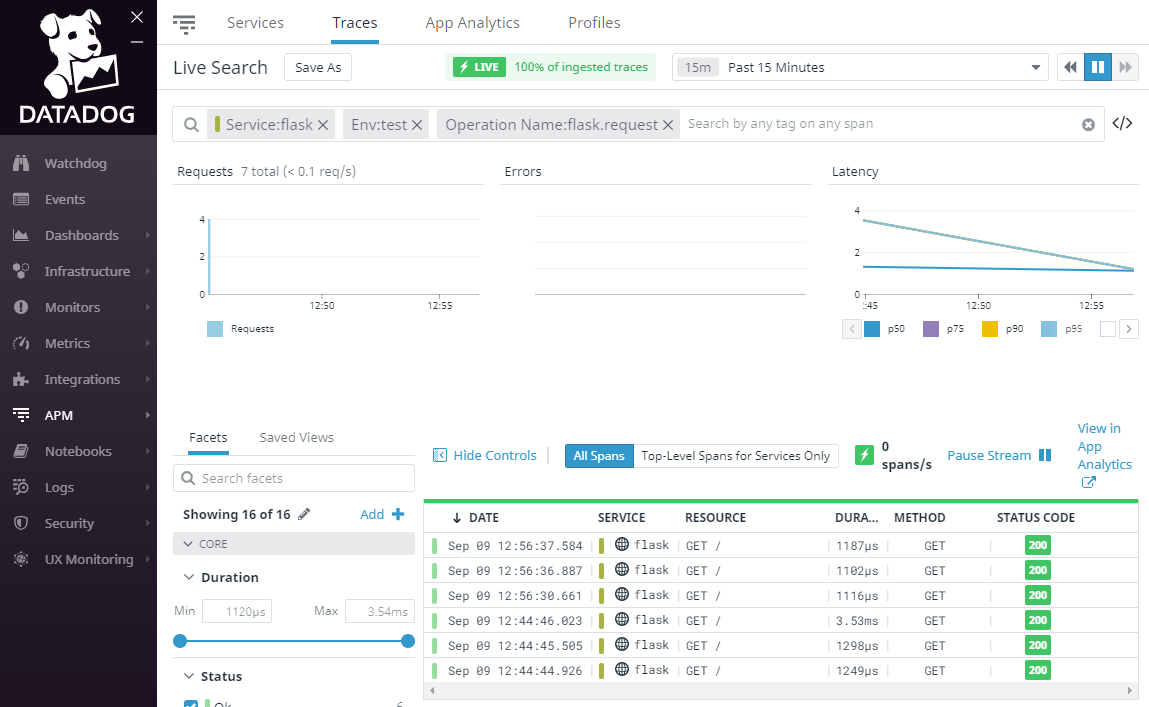 DATADOG
Watchdog
Events
Dashboards
Infrastructure
Monitors
Metrics
Integrations
APM
Notebooks
Logs
Security
UX Monitoring
Services Traces App Analytics Profiles
Live Search Save As LIVE 100% of ingested traces 15m Past 15 Minutes
Service:flask Env:test Operation Name:flask.request Search by any tag on any span </>
Requests 7 total (< 0.1 req/s)
4
2
0
12:50 12:55
Requests
Errors
Latency
4
2
0
:45 12:50 12:55
p50 p75 p90 p95
Facets Saved Views
Search facets
Showing 16 of 16 Add
CORE
Duration
Min 1120µs Max 3.54ms
Status
Ok 6
Hide Controls All Spans Top-Level Spans for Services Only 0 spans/s Pause Stream View in App Analytics
DATE SERVICE RESOURCE DURA... METHOD STATUS CODE
Sep 09 12:56:37.584 flask GET / 1187µs GET 200
Sep 09 12:56:36.887 flask GET / 1102µs GET 200
Sep 09 12:56:30.661 flask GET / 1116µs GET 200
Sep 09 12:44:46.023 flask GET / 3.53ms GET 200
Sep 09 12:44:45.505 flask GET / 1298µs GET 200
Sep 09 12:44:44.926 flask GET / 1249µs GET 200